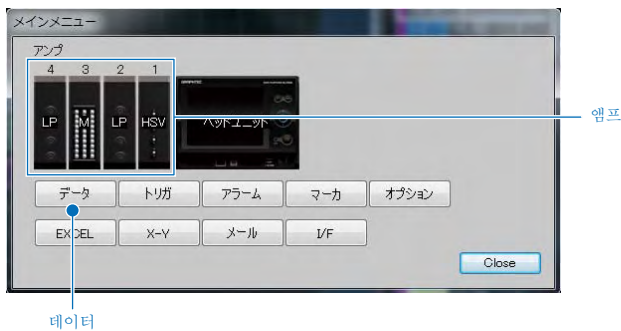 メインメニュー
アンプ
4 3 2 1
GRAPHTEC
LP M LP HSV ヘッドユニット
앰프
データ トリガ アラーム マーカ オプション
EXCEL X-Y メール I/F
Close
데이터